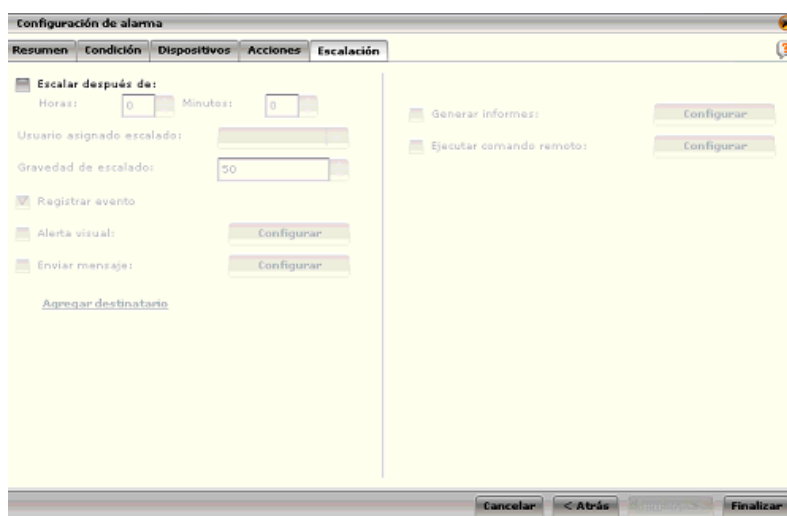 Configuración de alarma
Resumen Condición Dispositivos Acciones Escalación
Escalar después de:
Horas: 0 Minutos: 0
Usuario asignado escalado:
Gravedad de escalado: 50
Registrar evento
Alerta visual: Configurar
Enviar mensaje: Configurar
Agregar destinatario
Generar informes: Configurar
Ejecutar comando remoto: Configurar
Cancelar < Atrás Finalizar